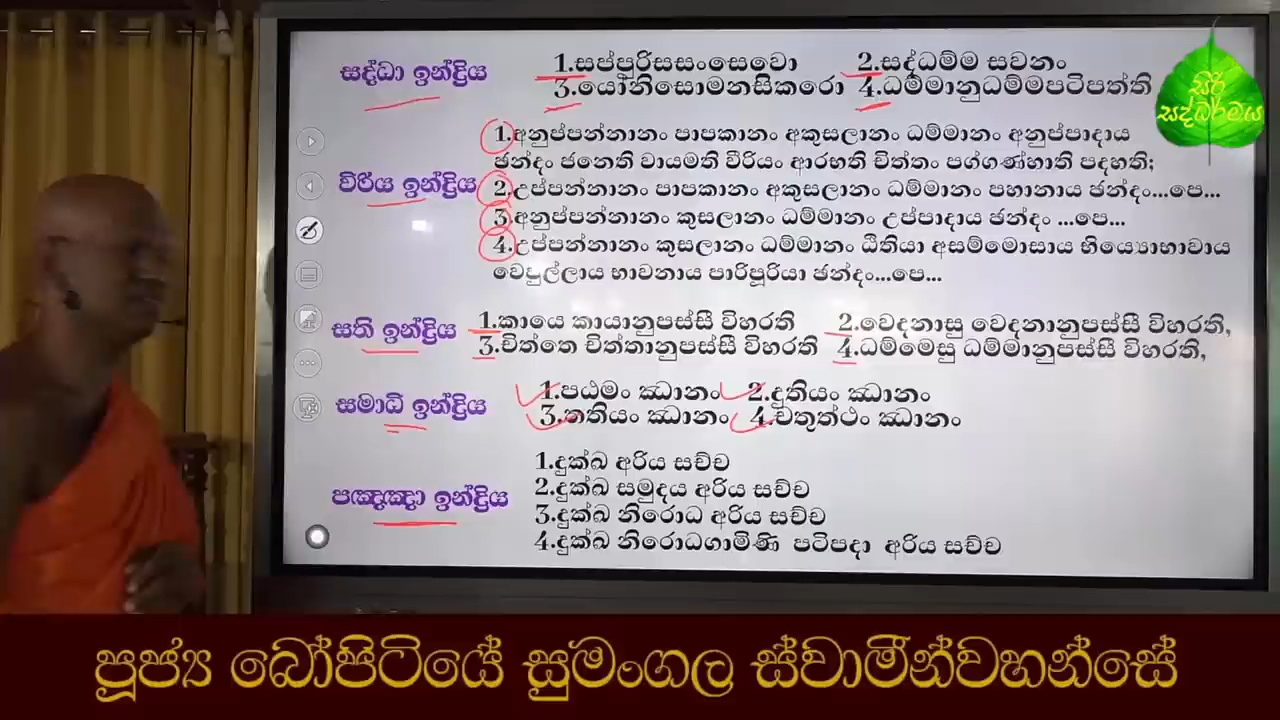 සද්ධා ඉන්ද්‍රිය
1.සප්පුරිසසංසෙවො 2.සද්ධම්ම සවනං
3.යෝනිසොමනසිකරො 4.ධම්මානුධම්මපටිපත්ති
සිරි
සද්ධර්මය
විරිය ඉන්ද්‍රිය
1.අනුප්පන්නානං පාපකානං අකුසලානං ධම්මානං අනුප්පාදාය
ඡන්දං ජනෙති වායමති වීරියං ආරභති චිත්තං පග්ගණ්හාති පදහති;
2.උප්පන්නානං පාපකානං අකුසලානං ධම්මානං පහානාය ඡන්දං...පෙ...
3.අනුප්පන්නානං කුසලානං ධම්මානං උප්පාදාය ඡන්දං ...පෙ...
4.උප්පන්නානං කුසලානං ධම්මානං ඨිතියා අසම්මොසාය භිය්‍යොභාවාය
වෙපුල්ලාය භාවනාය පාරිපූරියා ඡන්දං...පෙ...
සති ඉන්ද්‍රිය
1.කායෙ කායානුපස්සී විහරති 2.වෙදනාසු වෙදනානුපස්සී විහරති,
3.චිත්තෙ චිත්තානුපස්සී විහරති 4.ධම්මෙසු ධම්මානුපස්සී විහරති,
සමාධි ඉන්ද්‍රිය
1.පඨමං ඣානං 2.දුතියං ඣානං
3.තතියං ඣානං 4.චතුත්ථං ඣානං
පඤ්ඤා ඉන්ද්‍රිය
1.දුක්ඛ අරිය සච්ච
2.දුක්ඛ සමුදය අරිය සච්ච
3.දුක්ඛ නිරොධ අරිය සච්ච
4.දුක්ඛ නිරොධගාමිණි පටිපදා අරිය සච්ච
පූජ්‍ය බෝපිටියේ සුමංගල ස්වාමීන්වහන්සේ